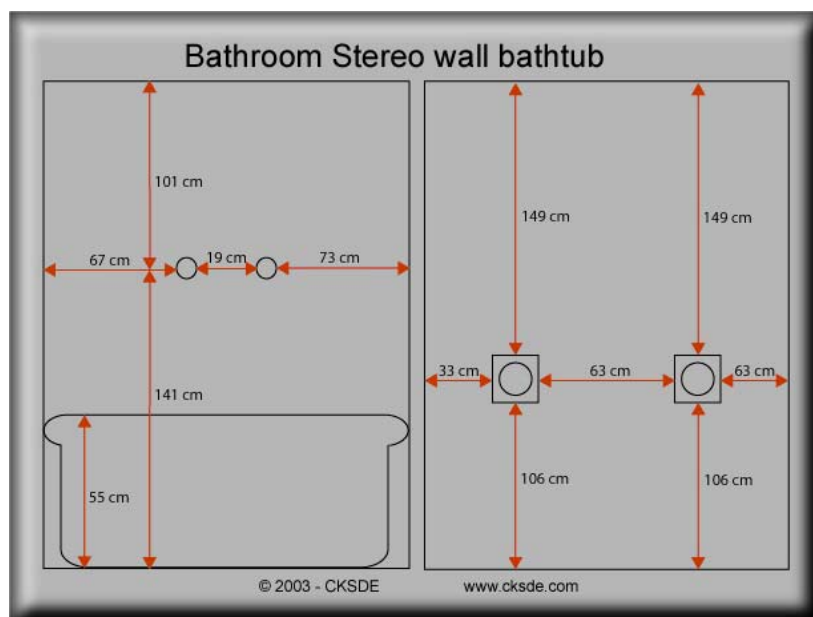 Bathroom Stereo wall bathtub
101 cm
67 cm
19 cm
73 cm
141 cm
55 cm
149 cm
149 cm
33 cm
63 cm
63 cm
106 cm
106 cm
© 2003 - CKSDE
www.cksde.com